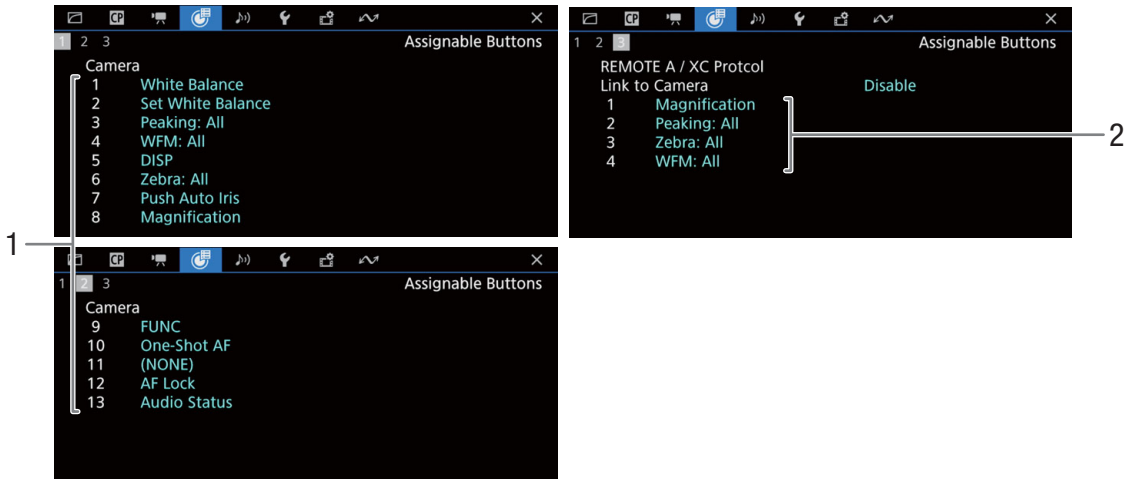 CP
1 2 3 Assignable Buttons
Camera
1 White Balance
2 Set White Balance
3 Peaking: All
4 WFM: All
5 DISP
6 Zebra: All
7 Push Auto Iris
8 Magnification
1
CP
1 2 3 Assignable Buttons
Camera
9 FUNC
10 One-Shot AF
11 (NONE)
12 AF Lock
13 Audio Status
CP
1 2 3 Assignable Buttons
REMOTE A / XC Protcol
Link to Camera Disable
1 Magnification
2 Peaking: All
3 Zebra: All
4 WFM: All
2